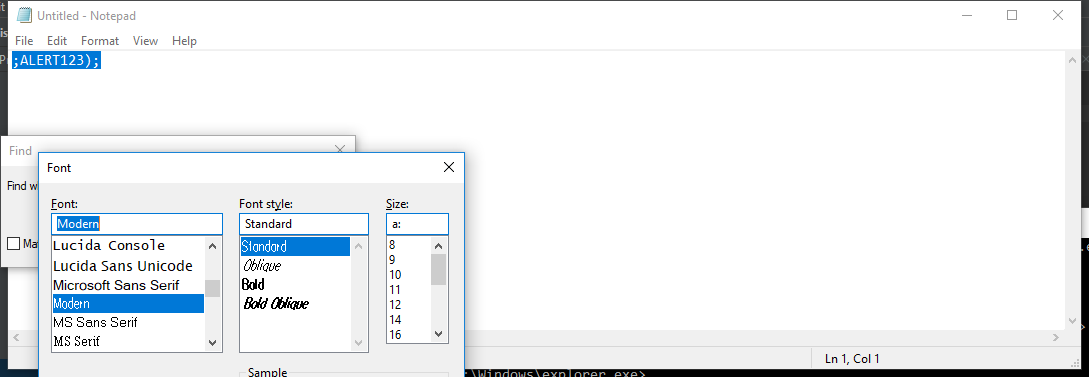 Untitled - Notepad
File Edit Format View Help
;ALERT123);
Find
Find w
Ma
Font
Font: Font style: Size:
Modern Standard a:
Lucida Console
Lucida Sans Unicode
Microsoft Sans Serif
Modern
MS Sans Serif
MS Serif
Standard
Oblique
Bold
Bold Oblique
8
9
10
11
12
14
16
Sample
Ln 1, Col 1
:\Windows\explorer.exe>